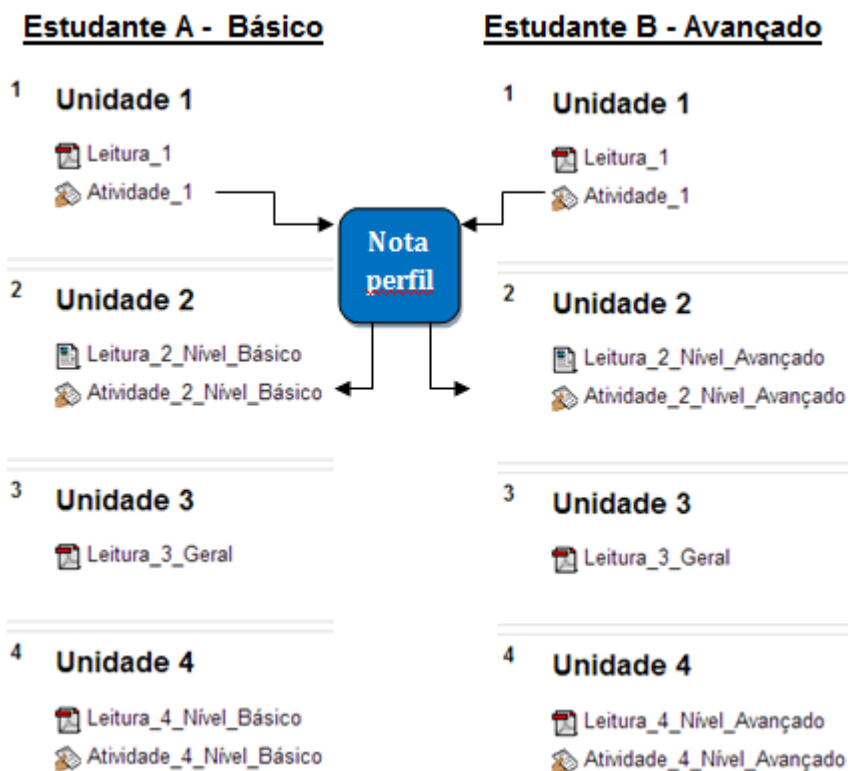 Estudante A - Básico
1
Unidade 1
Leitura_1
Atividade_1
2
Unidade 2
Leitura_2_Nível_Básico
Atividade_2_Nível_Básico
3
Unidade 3
Leitura_3_Geral
4
Unidade 4
Leitura_4_Nível_Básico
Atividade_4_Nível_Básico
Nota
perfil
Estudante B - Avançado
1
Unidade 1
Leitura_1
Atividade_1
2
Unidade 2
Leitura_2_Nível_Avançado
Atividade_2_Nível_Avançado
3
Unidade 3
Leitura_3_Geral
4
Unidade 4
Leitura_4_Nível_Avançado
Atividade_4_Nível_Avançado